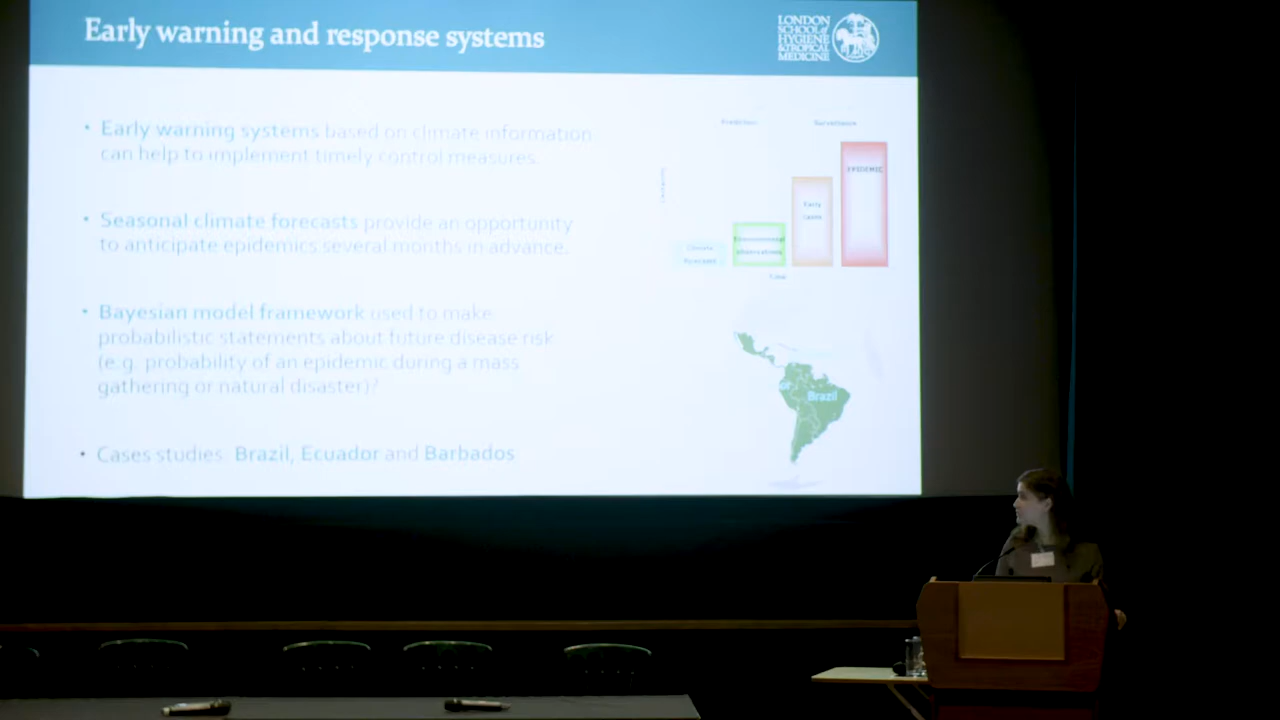 Early warning and response systems
LONDON
SCHOOL of
HYGIENE
& TROPICAL
MEDICINE
• Early warning systems based on climate information
can help to implement timely control measures.
• Seasonal climate forecasts provide an opportunity
to anticipate epidemics several months in advance.
• Bayesian model framework used to make
probabilistic statements about future disease risk
(e.g. probability of an epidemic during a mass
gathering or natural disaster)?
• Cases studies: Brazil, Ecuador and Barbados
Prediction
Surveillance
EPIDEMIC
Early
cases
Environmental
observations
Climate
forecasts
Time
Brazil